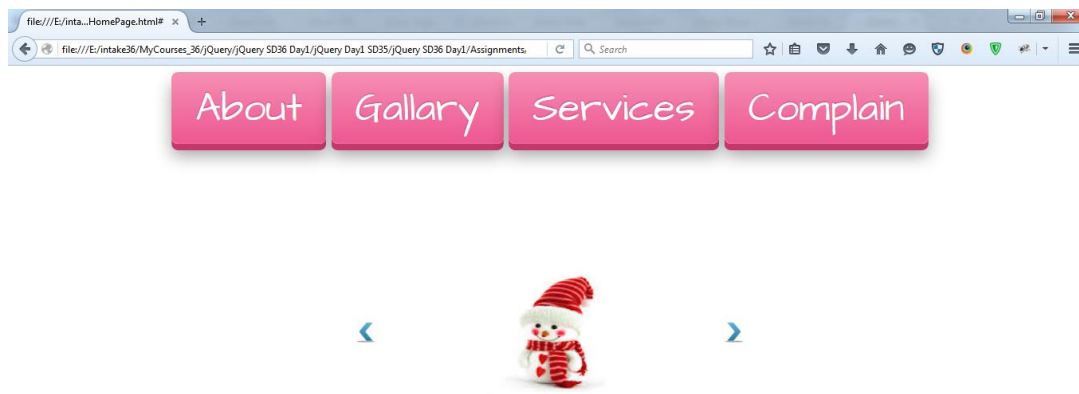 file:///E:/inta...HomePage.html#
file:///E:/intake36/MyCourses_36/jQuery/jQuery SD36 Day1/jQuery Day1 SD35/jQuery SD36 Day1/Assignments/
Search
About Gallary Services Complain